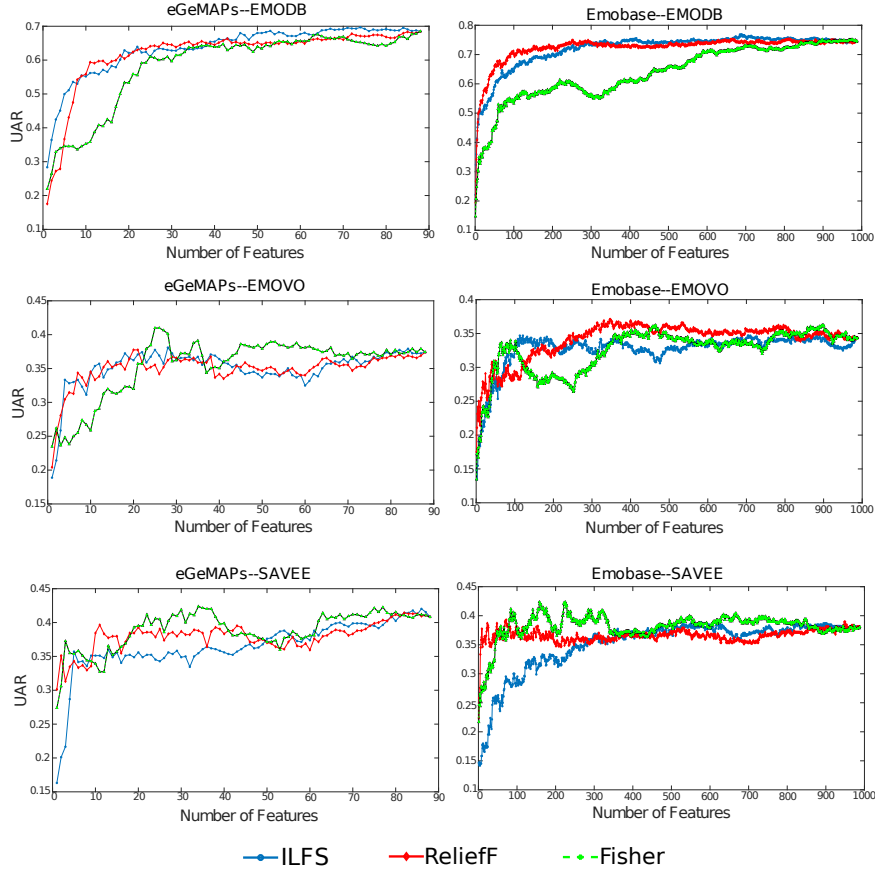 eGeMAPs--EMODB
0.7
0.6
0.5
0.4
0.3
0.2
0.1
UAR
0 10 20 30 40 50 60 70 80 90
Number of Features
Emobase--EMODB
0.8
0.7
0.6
0.5
0.4
0.3
0.2
0.1
0 100 200 300 400 500 600 700 800 900 1000
Number of Features
eGeMAPs--EMOVO
0.45
0.4
0.35
0.3
0.25
0.2
0.15
UAR
0 10 20 30 40 50 60 70 80 90
Number of Features
Emobase--EMOVO
0.4
0.35
0.3
0.25
0.2
0.15
0.1
0 100 200 300 400 500 600 700 800 900 1000
Number of Features
eGeMAPs--SAVEE
0.45
0.4
0.35
0.3
0.25
0.2
0.15
UAR
0 10 20 30 40 50 60 70 80 90
Number of Features
Emobase--SAVEE
0.45
0.4
0.35
0.3
0.25
0.2
0.15
0.1
0 100 200 300 400 500 600 700 800 900 1000
Number of Features
ILFS ReliefF Fisher